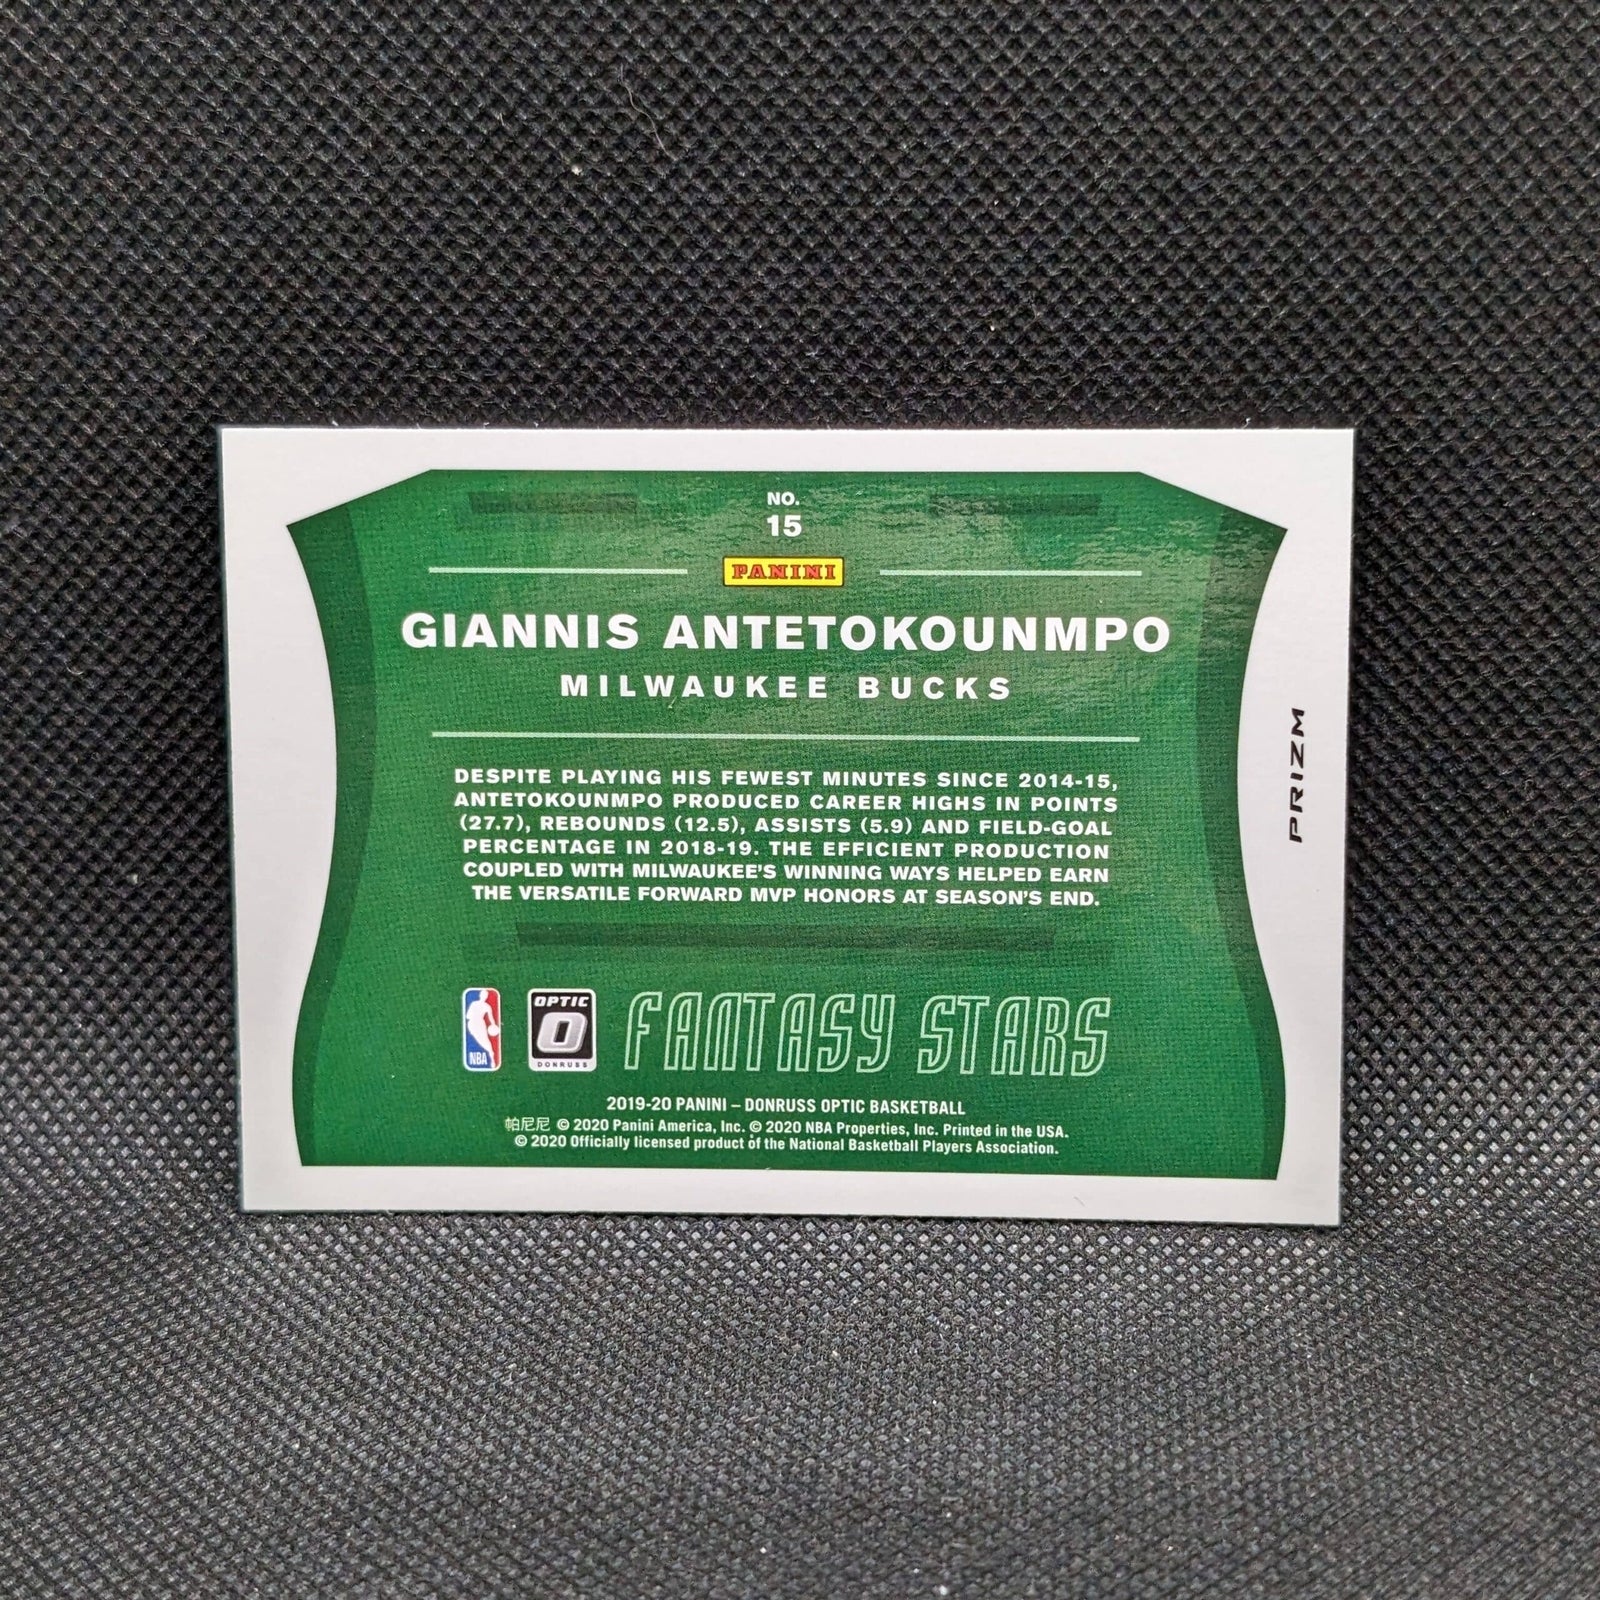 NO.
15
PANINI
GIANNIS ANTETOKOUNMPO
MILWAUKEE BUCKS
DESPITE PLAYING HIS FEWEST MINUTES SINCE 2014-15,
ANTETOKOUNMPO PRODUCED CAREER HIGHS IN POINTS
(27.7), REBOUNDS (12.5), ASSISTS (5.9) AND FIELD-GOAL
PERCENTAGE IN 2018-19. THE EFFICIENT PRODUCTION
COUPLED WITH MILWAUKEE'S WINNING WAYS HELPED EARN
THE VERSATILE FORWARD MVP HONORS AT SEASON'S END.
PRIZM
NBA
OPTIC
O
DONRUSS
FANTASY STARS
2019-20 PANINI – DONRUSS OPTIC BASKETBALL
帕尼尼 © 2020 Panini America, Inc. © 2020 NBA Properties, Inc. Printed in the USA.
© 2020 Officially licensed product of the National Basketball Players Association.